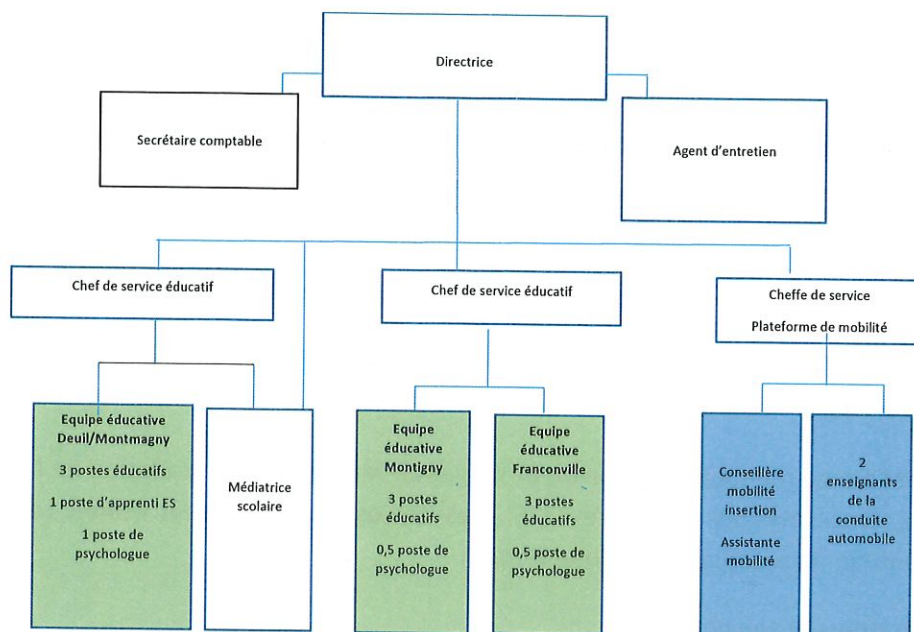 Directrice
Secrétaire comptable
Agent d'entretien
Chef de service éducatif
Chef de service éducatif
Cheffe de service
Plateforme de mobilité
Equipe éducative
Deuil/Montmagny
3 postes éducatifs
1 poste d'apprenti ES
1 poste de
psychologue
Médiatrice
scolaire
Equipe
éducative
Montigny
3 postes
éducatifs
0,5 poste de
psychologue
Equipe
éducative
Franconville
3 postes
éducatifs
0,5 poste de
psychologue
Conseillère
mobilité
insertion
Assistante
mobilité
2
enseignants
de la
conduite
automobile